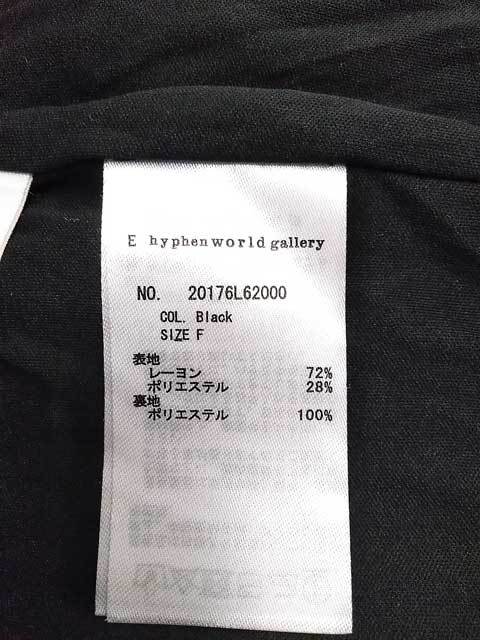 E hyphen world gallery
NO. 20176L62000
COL. Black
SIZE F
表地
レーヨン 72%
ポリエステル 28%
裏地
ポリエステル 100%